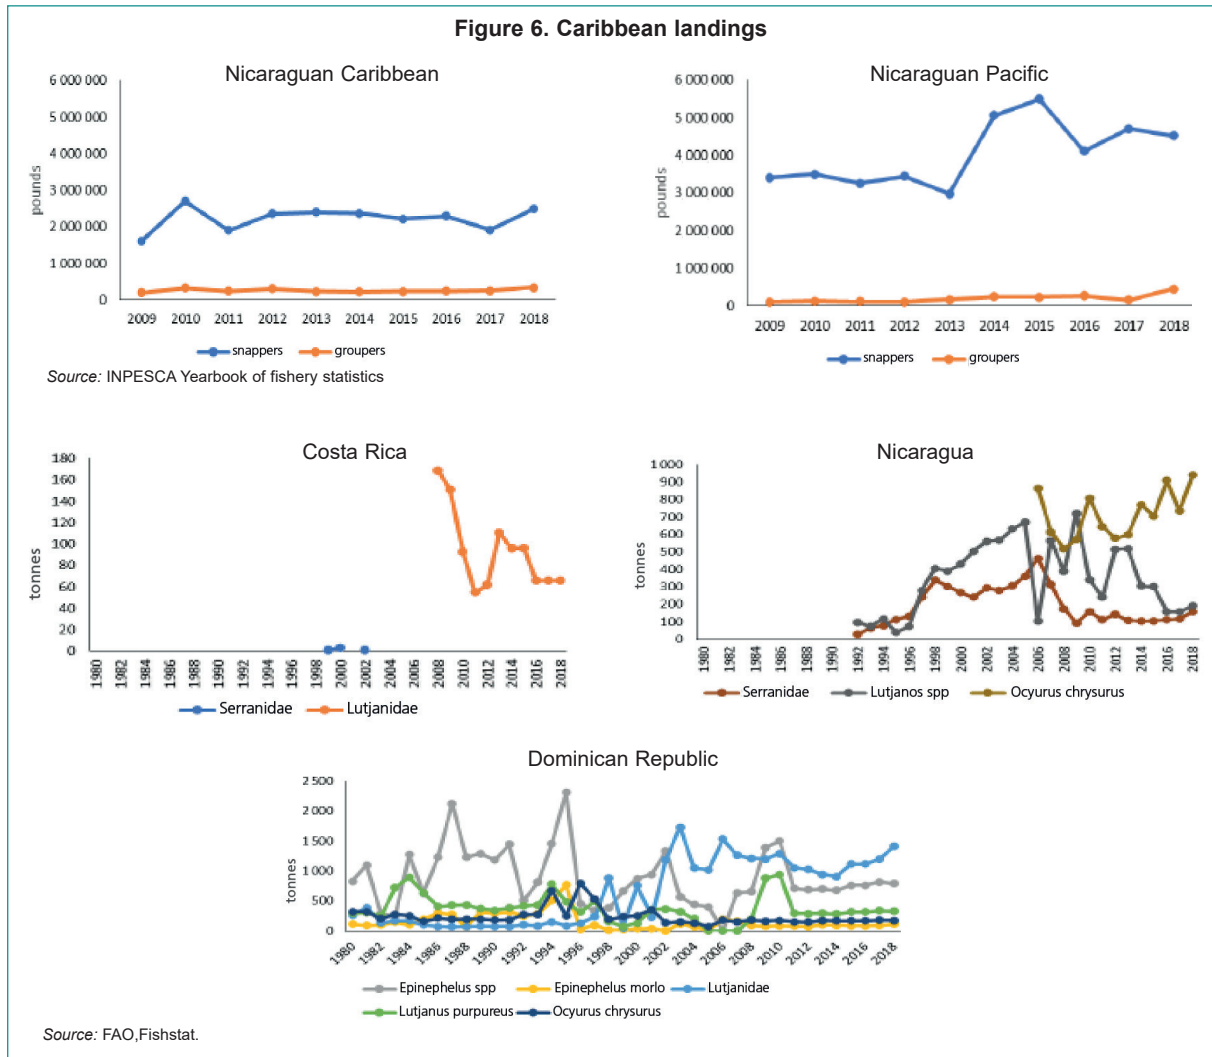 Figure 6. Caribbean landings
Nicaraguan Caribbean
6 000 000
5 000 000
4 000 000
3 000 000
2 000 000
1 000 000
0
pounds
2009 2010 2011 2012 2013 2014 2015 2016 2017 2018
snappers groupers
Source: INPESCA Yearbook of fishery statistics
Nicaraguan Pacific
6 000 000
5 000 000
4 000 000
3 000 000
2 000 000
1 000 000
0
pounds
2009 2010 2011 2012 2013 2014 2015 2016 2017 2018
snappers groupers
Costa Rica
180
160
140
120
100
80
60
40
20
0
tonnes
1980 1982 1984 1986 1988 1990 1992 1994 1996 1998 2000 2002 2004 2006 2008 2010 2012 2014 2016 2018
Serranidae Lutjanidae
Nicaragua
1 000
900
800
700
600
500
400
300
200
100
0
tonnes
1980 1982 1984 1986 1988 1990 1992 1994 1996 1998 2000 2002 2004 2006 2008 2010 2012 2014 2016 2018
Serranidae Lutjanos spp Ocyurus chrysurus
Dominican Republic
2 500
2 000
1 500
1 000
500
0
tonnes
1980 1982 1984 1986 1988 1990 1992 1994 1996 1998 2000 2002 2004 2006 2008 2010 2012 2014 2016 2018
Epinephelus spp Epinephelus morlo Lutjanidae
Lutjanus purpureus Ocyurus chrysurus
Source: FAO,Fishstat.